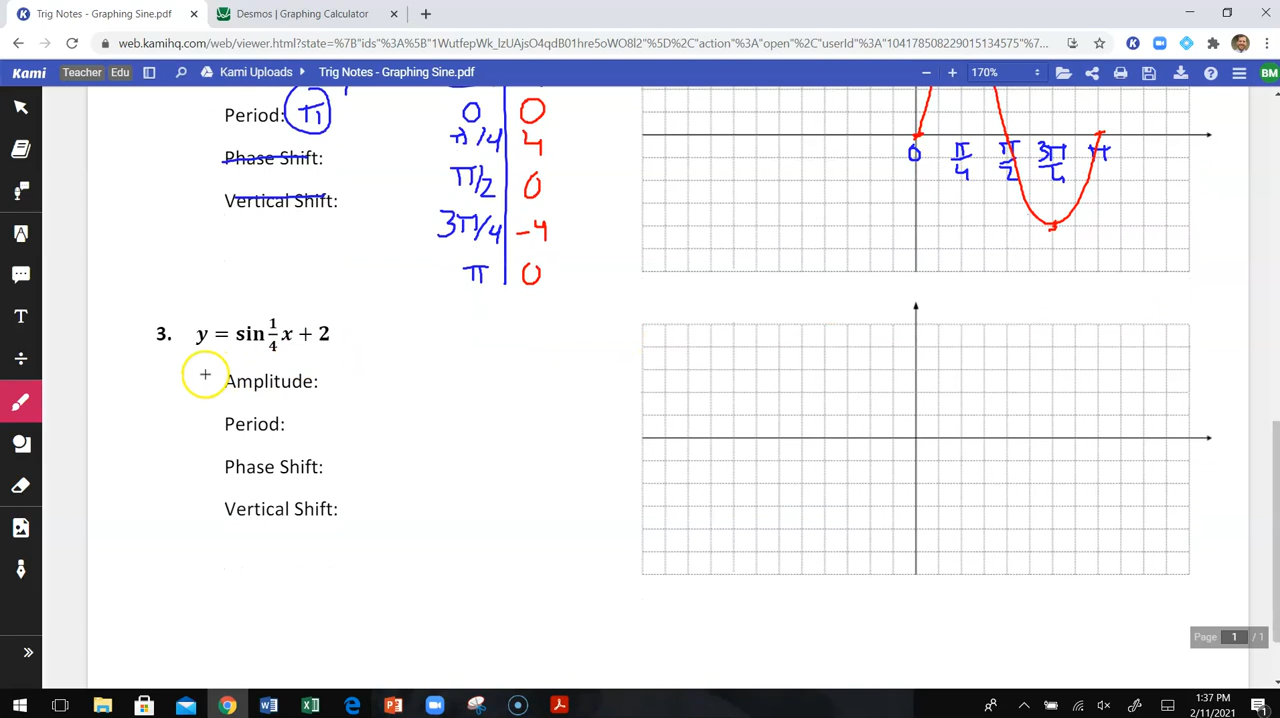 Trig Notes - Graphing Sine.pdf
Desmos | Graphing Calculator
web.kamihq.com/web/viewer.html?state=%7B"ids"%3A%5B"1WutfepWk_lzUAjsO4qdB01hre5oWO8l2"%5D%2C"action"%3A"open"%2C"userId"%3A"104178508229015134575"%7...
Kami Teacher Edu Kami Uploads Trig Notes - Graphing Sine.pdf 170%
Period: π
Phase Shift:
Vertical Shift:
0 0
π/4 4
π/2 0
3π/4 -4
π 0
0 π/4 π/2 3π/4 π
3. y = sin 1/4 x + 2
Amplitude:
Period:
Phase Shift:
Vertical Shift:
Page 1 / 1
1:37 PM
2/11/2021
BM